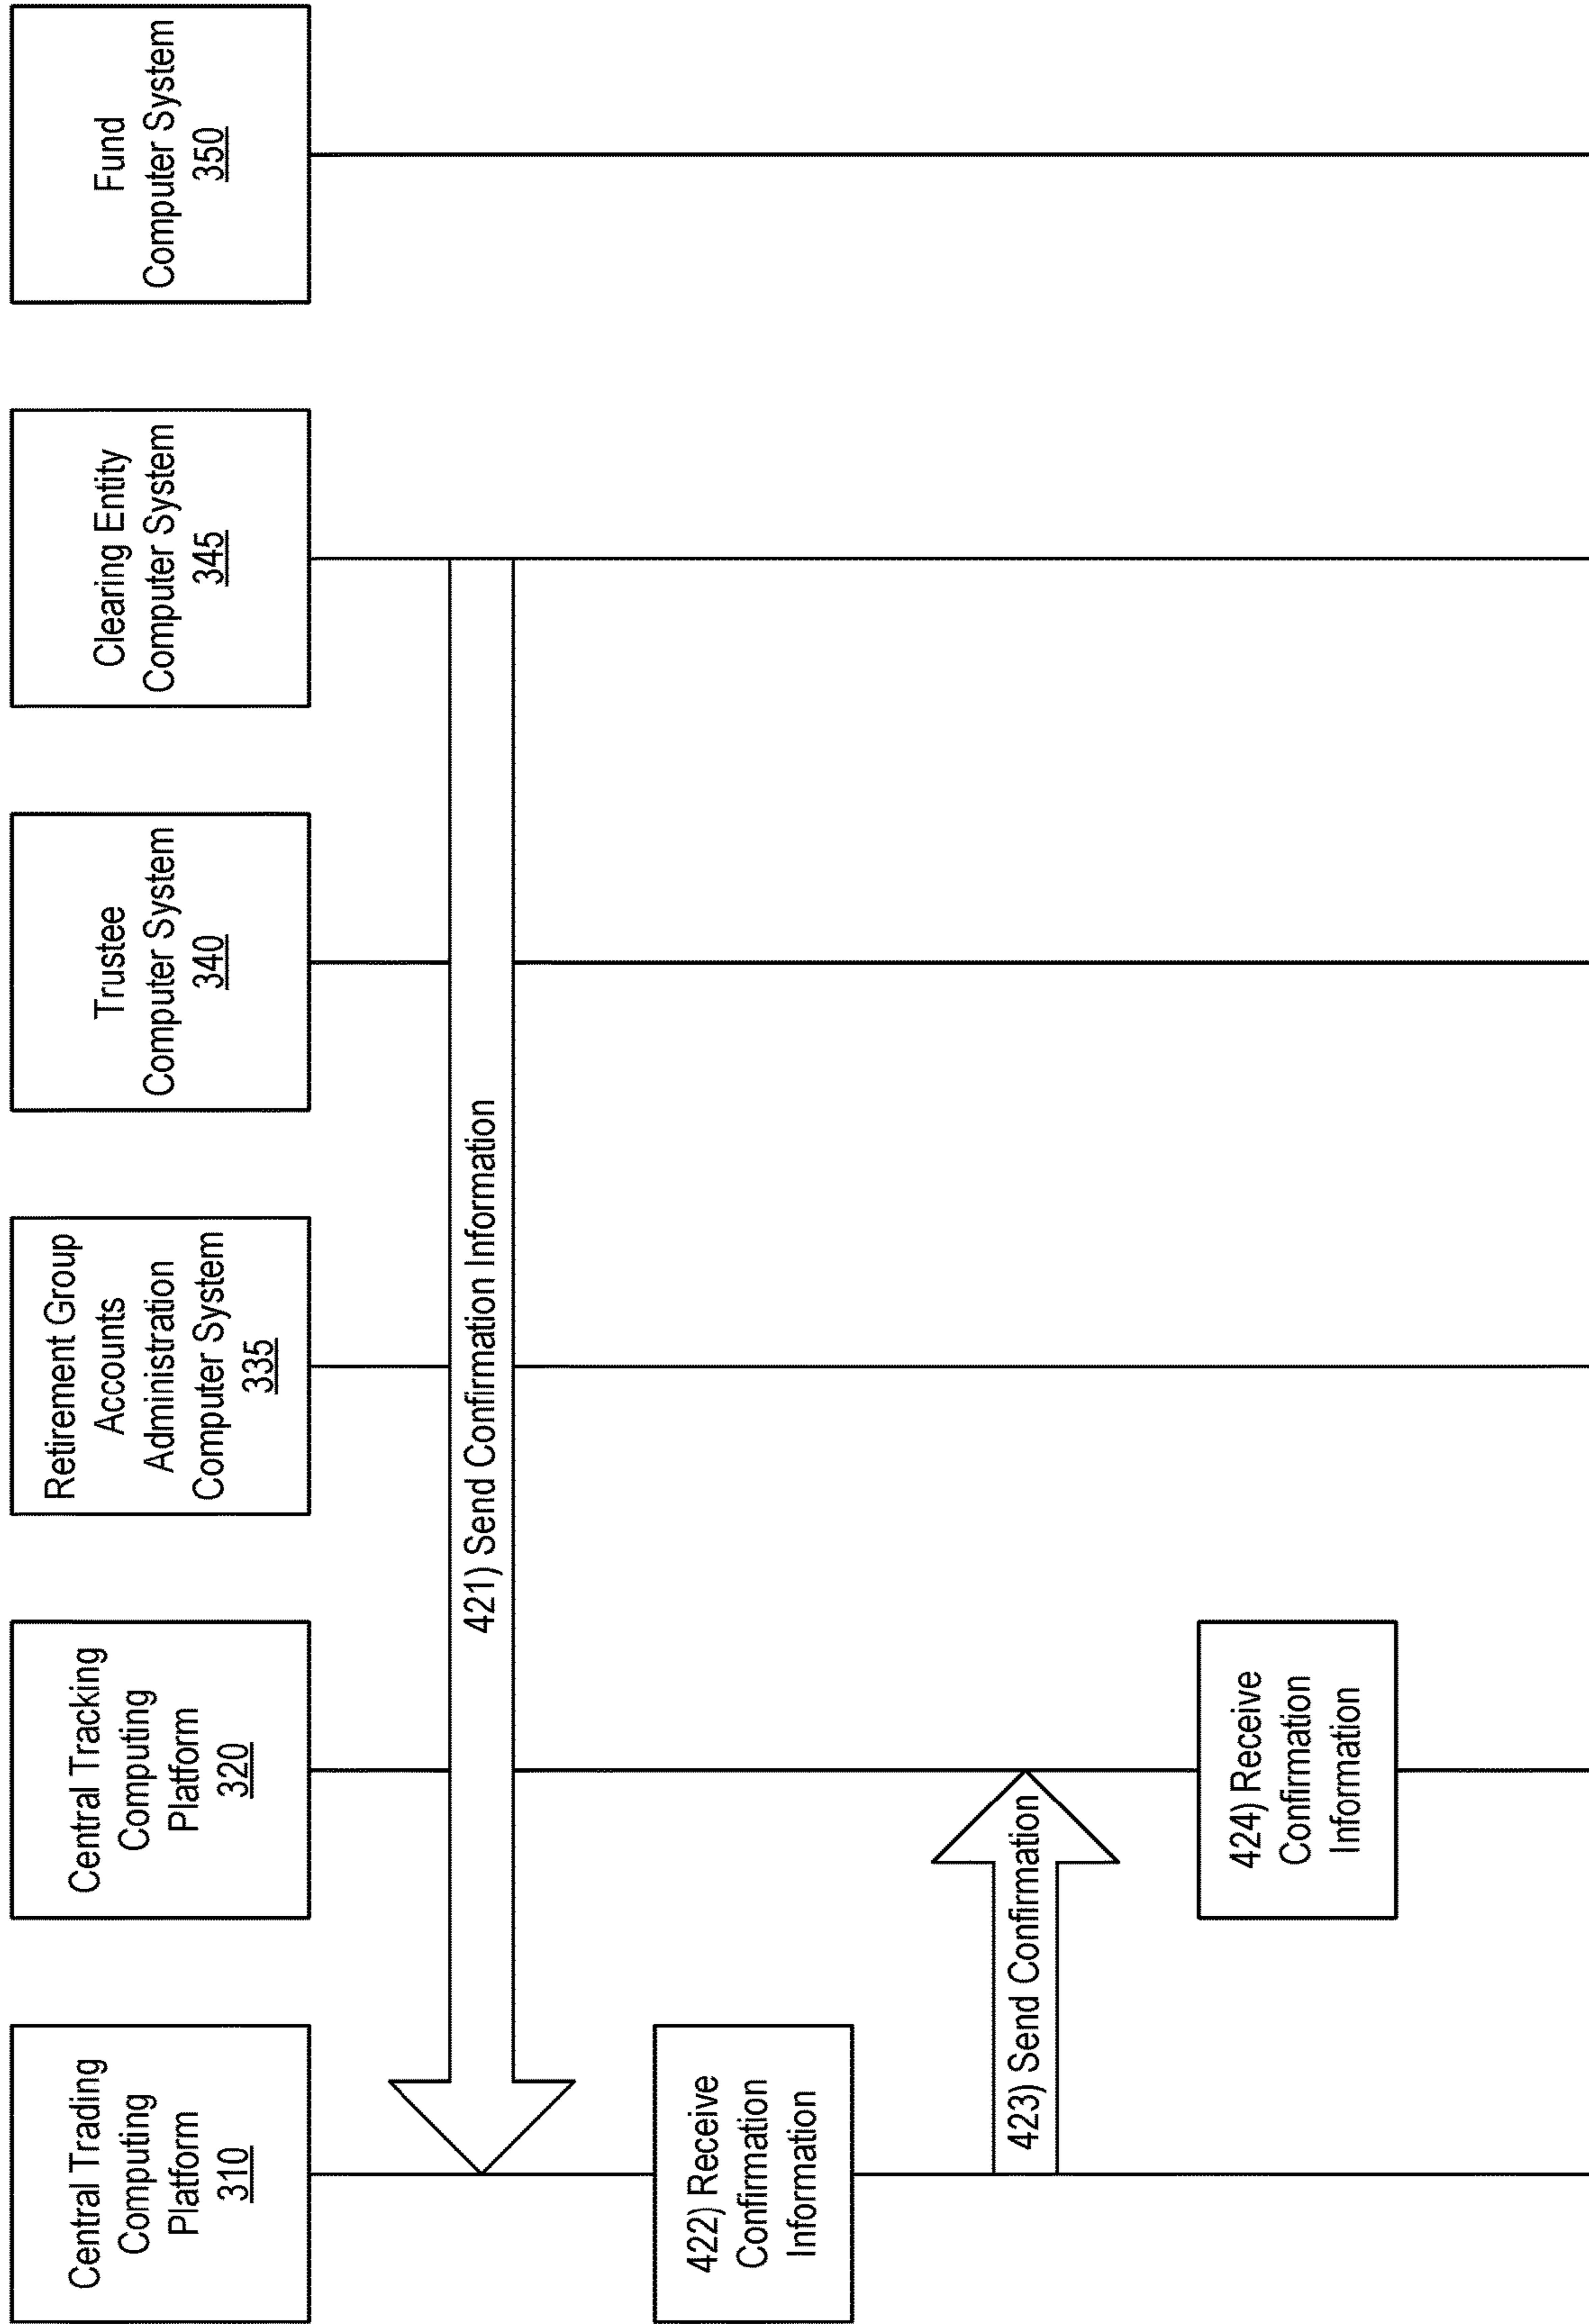 Central Trading
Computing
Platform
310
Central Tracking
Computing
Platform
320
Retirement Group
Accounts
Administration
Computer System
335
Trustee
Computer System
340
Clearing Entity
Computer System
345
Fund
Computer System
350
421) Send Confirmation Information
422) Receive
Confirmation
Information
423) Send Confirmation
424) Receive
Confirmation
Information